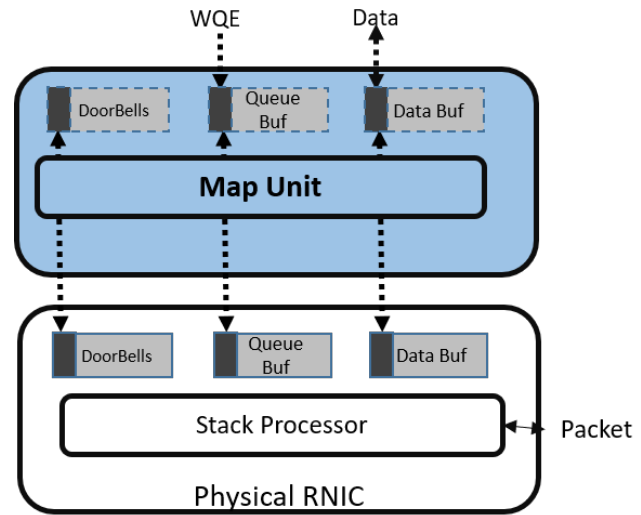 WQE
Data
DoorBells
Queue
Buf
Data Buf
Map Unit
DoorBells
Queue
Buf
Data Buf
Stack Processor
Packet
Physical RNIC